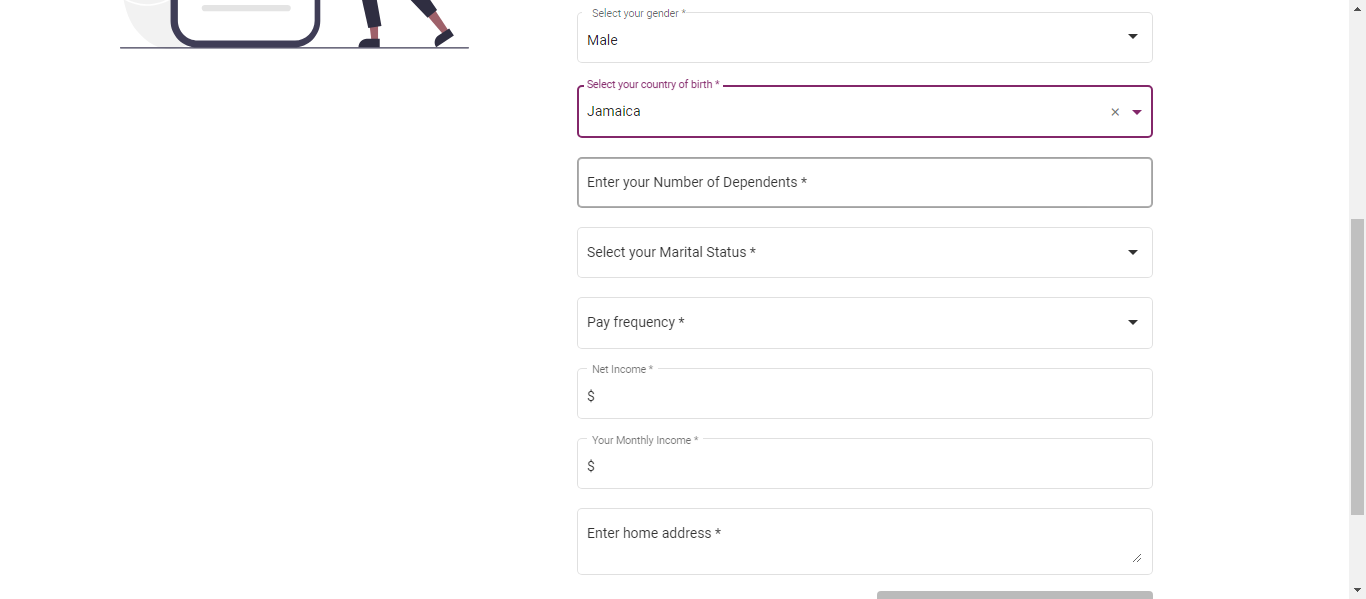 Select your gender *
Male
Select your country of birth *
Jamaica
Enter your Number of Dependents *
Select your Marital Status *
Pay frequency *
Net Income *
$
Your Monthly Income *
$
Enter home address *